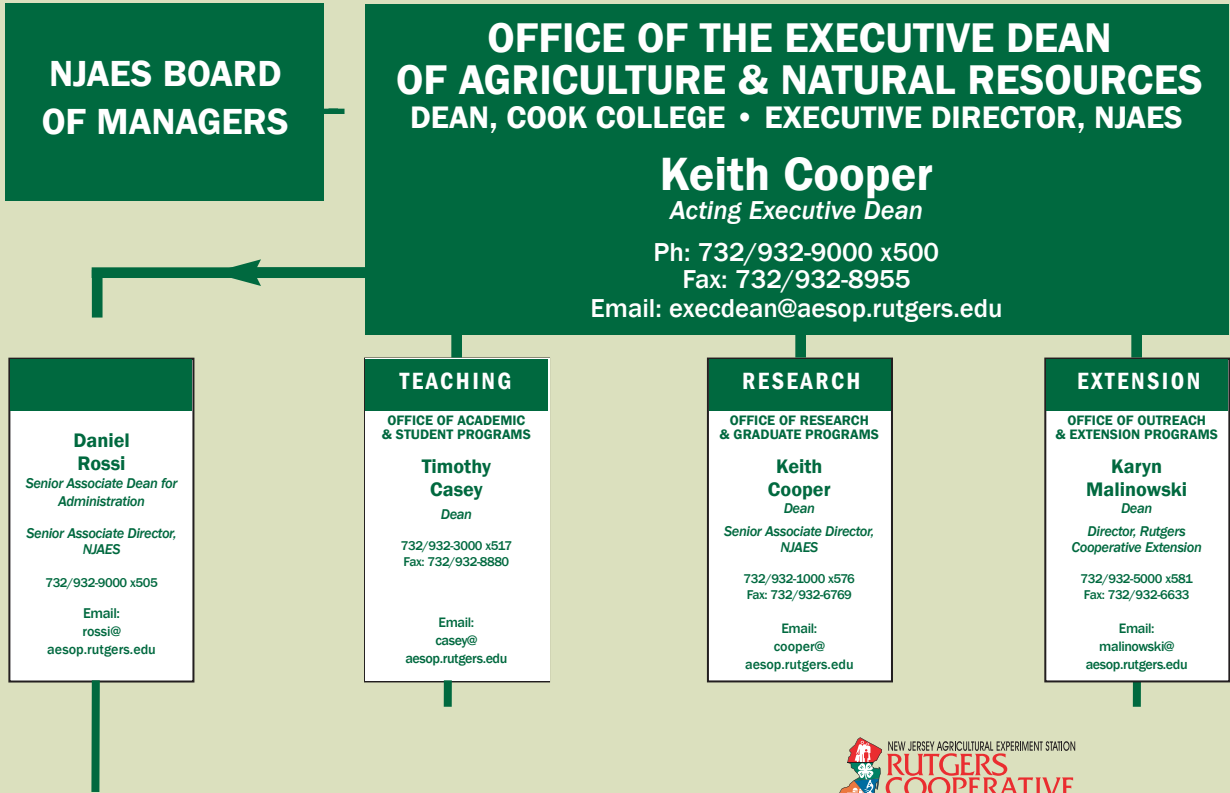 NJAES BOARD
OF MANAGERS
OFFICE OF THE EXECUTIVE DEAN
OF AGRICULTURE & NATURAL RESOURCES
DEAN, COOK COLLEGE • EXECUTIVE DIRECTOR, NJAES
Keith Cooper
Acting Executive Dean
Ph: 732/932-9000 x500
Fax: 732/932-8955
Email: execdean@aesop.rutgers.edu
Daniel
Rossi
Senior Associate Dean for
Administration
Senior Associate Director,
NJAES
732/932-9000 x505
Email:
rossi@
aesop.rutgers.edu
TEACHING
OFFICE OF ACADEMIC
& STUDENT PROGRAMS
Timothy
Casey
Dean
732/932-3000 x517
Fax: 732/932-8880
Email:
casey@
aesop.rutgers.edu
RESEARCH
OFFICE OF RESEARCH
& GRADUATE PROGRAMS
Keith
Cooper
Dean
Senior Associate Director,
NJAES
732/932-1000 x576
Fax: 732/932-6769
Email:
cooper@
aesop.rutgers.edu
EXTENSION
OFFICE OF OUTREACH
& EXTENSION PROGRAMS
Karyn
Malinowski
Dean
Director, Rutgers
Cooperative Extension
732/932-5000 x581
Fax: 732/932-6633
Email:
malinowski@
aesop.rutgers.edu
NEW JERSEY AGRICULTURAL EXPERIMENT STATION
RUTGERS
COOPERATIVE